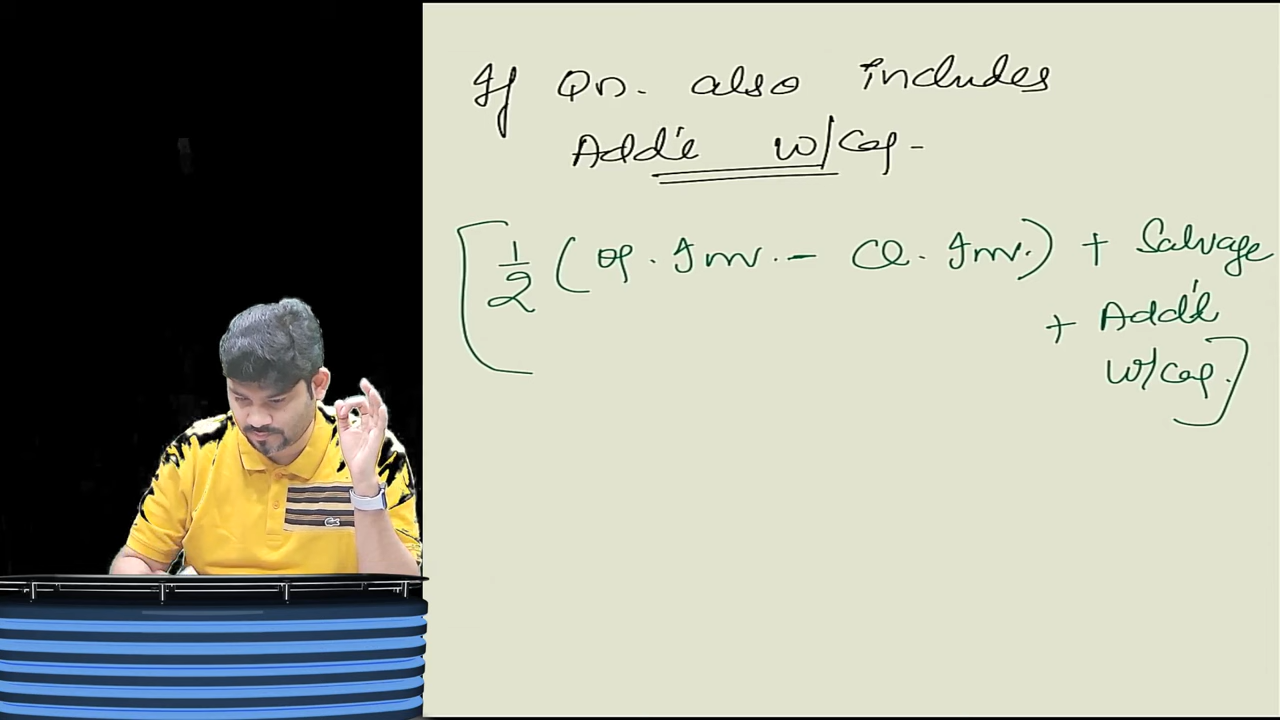 If Qn. also includes
Add'l W/Cap.
[1/2 (Op. Inv. - Cl. Inv.) + Salvage
+ Add'l
W/Cap.]